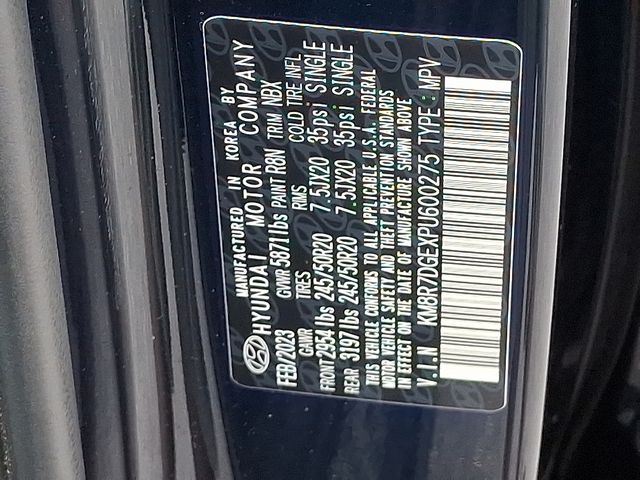 MANUFACTURED IN KOREA BY
HYUNDAI MOTOR COMPANY
FEB/2023 GVWR 5871lbs PAINT R8N TRIM NBX
GAWR TIRES RIMS COLD TIRE INFL
FRONT 2954lbs 245/50R20 7.5JX20 35psi SINGLE
REAR 3197lbs 245/50R20 7.5JX20 35psi SINGLE
THIS VEHICLE CONFORMS TO ALL APPLICABLE U.S.A. FEDERAL
MOTOR VEHICLE SAFETY AND THEFT PREVENTION STANDARDS
IN EFFECT ON THE DATE OF MANUFACTURE SHOWN ABOVE
V.I.N KM8R7DGEXPU600275 TYPE: MPV